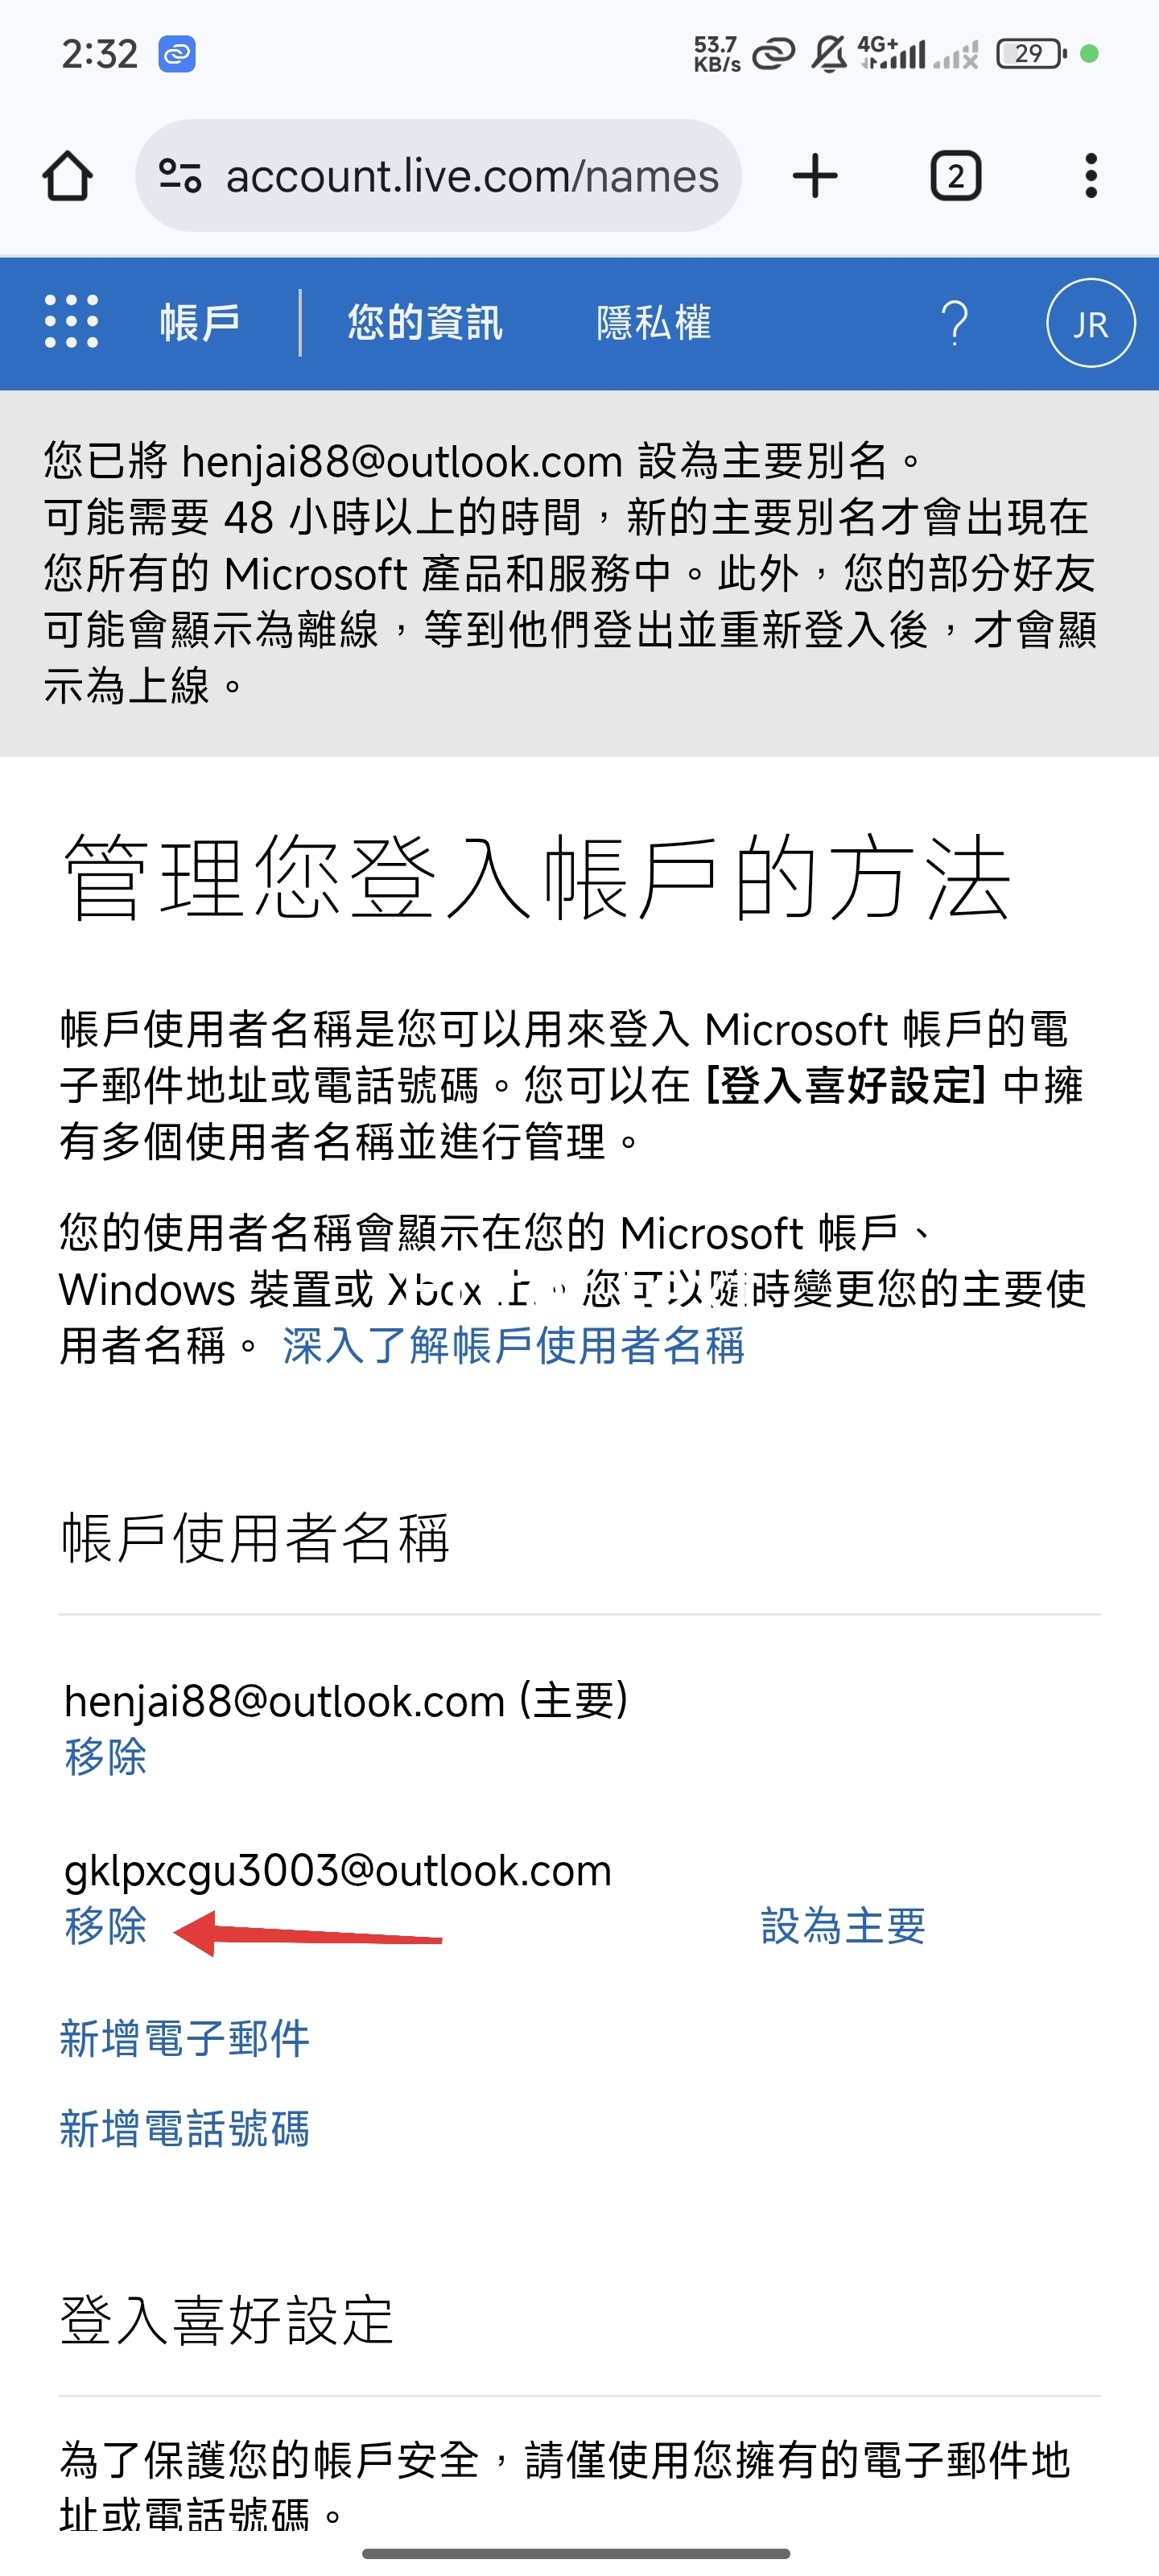 2:32
53.7 KB/s 4G+ 29
account.live.com/names
2
帳戶 您的資訊 隱私權 ? JR
您已將 henjai88@outlook.com 設為主要別名。
可能需要 48 小時以上的時間，新的主要別名才會出現在
您所有的 Microsoft 產品和服務中。此外，您的部分好友
可能會顯示為離線，等到他們登出並重新登入後，才會顯
示為上線。
管理您登入帳戶的方法
帳戶使用者名稱是您可以用來登入 Microsoft 帳戶的電
子郵件地址或電話號碼。您可以在 [登入喜好設定] 中擁
有多個使用者名稱並進行管理。
您的使用者名稱會顯示在您的 Microsoft 帳戶、
Windows 裝置或 Xbox 上。您可以隨時變更您的主要使
用者名稱。 深入了解帳戶使用者名稱
帳戶使用者名稱
henjai88@outlook.com (主要)
移除
gklpxcgu3003@outlook.com
移除 設為主要
新增電子郵件
新增電話號碼
登入喜好設定
為了保護您的帳戶安全，請僅使用您擁有的電子郵件地
址或電話號碼。